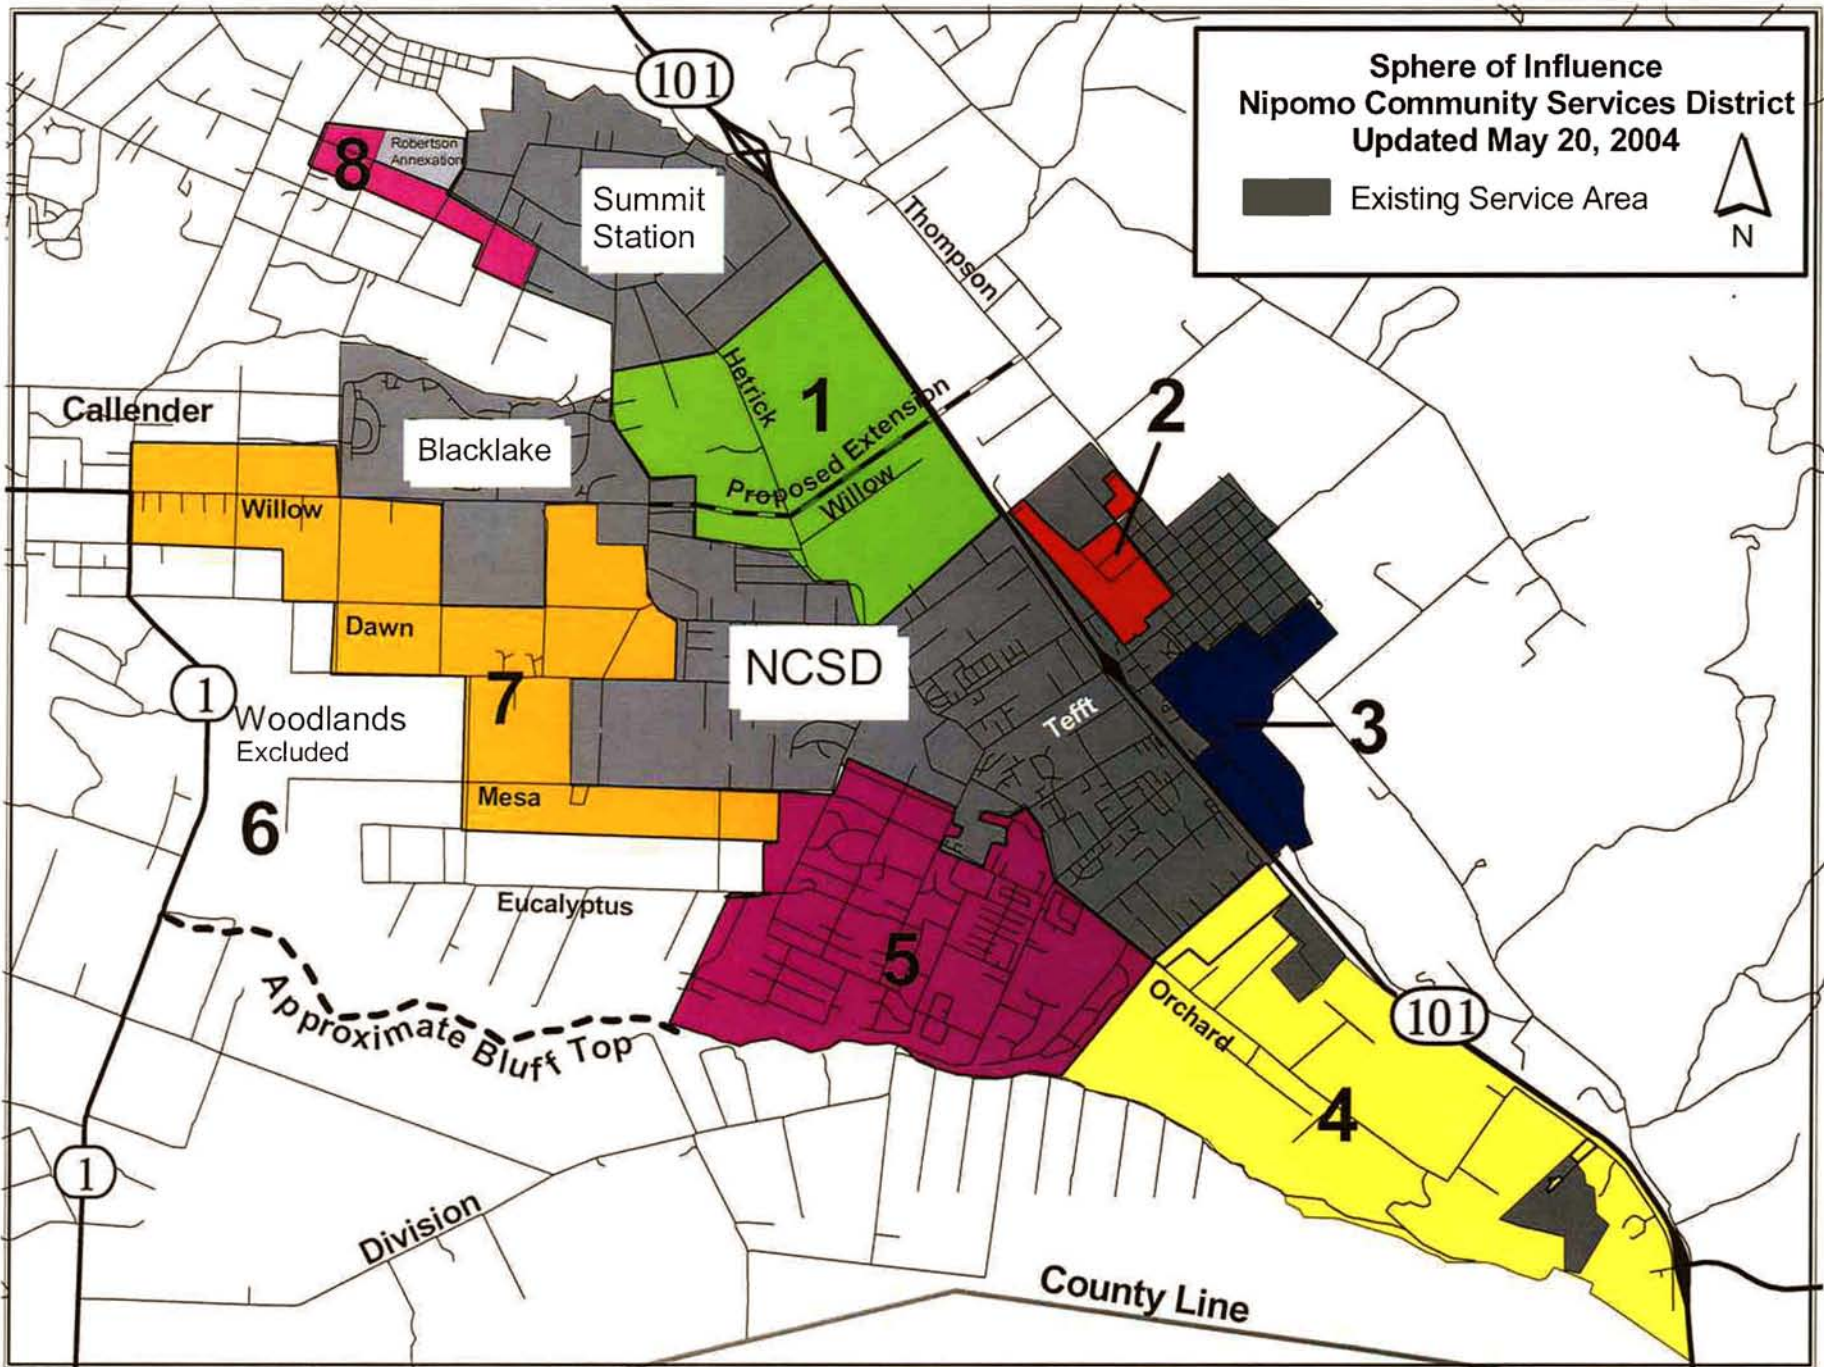 Sphere of Influence
Nipomo Community Services District
Updated May 20, 2004
Existing Service Area
N
101
8
Robertson
Annexation
Summit
Station
Thompson
Hetrick
1
2
Callender
Blacklake
Proposed Extension
Willow
Willow
Dawn
NCSD
Tefft
3
1
Woodlands
Excluded
7
Mesa
6
Eucalyptus
5
Approximate Bluff Top
Orchard
101
4
1
Division
County Line